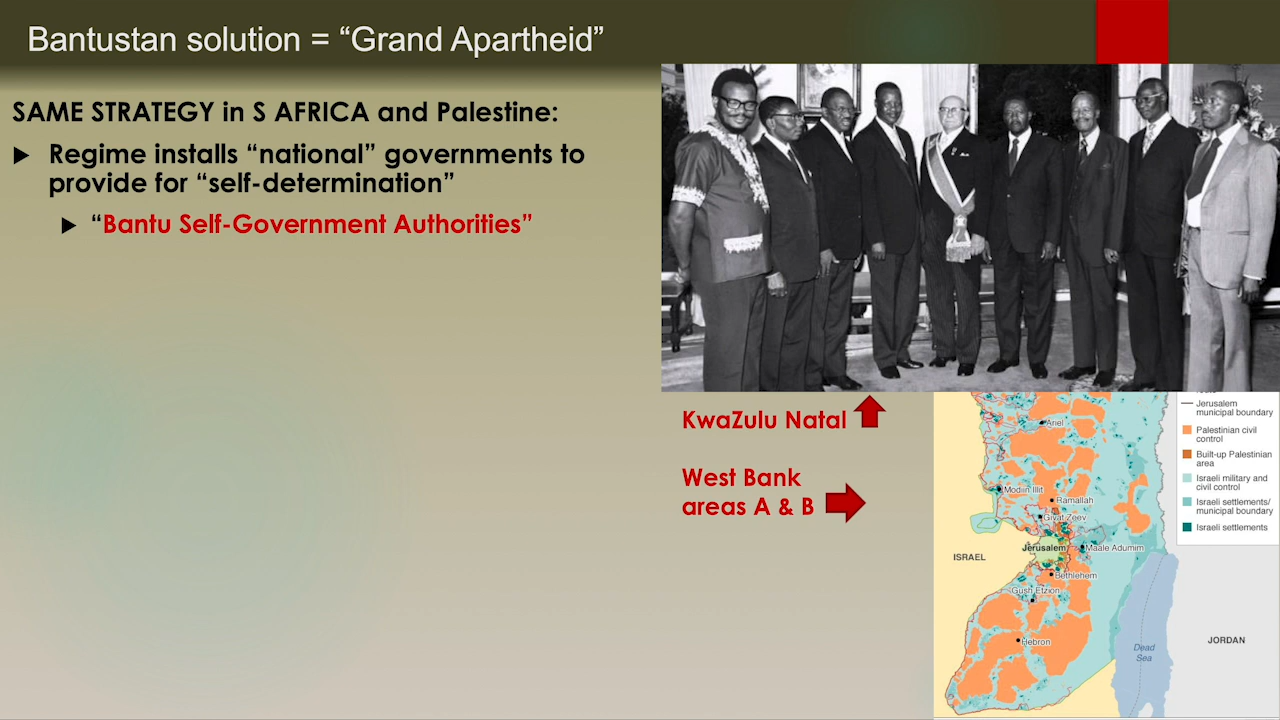 Bantustan solution = “Grand Apartheid”
SAME STRATEGY in S AFRICA and Palestine:
Regime installs “national” governments to
provide for “self-determination”
“Bantu Self-Government Authorities”
KwaZulu Natal
West Bank
areas A & B
Jerusalem
municipal boundary
Palestinian civil
control
Built-up Palestinian
area
Israeli military and
civil control
Israeli settlements/
municipal boundary
Israeli settlements
Ariel
Modiin Illit
Ramallah
Givat Zeev
Jerusalem
Maale Adumim
ISRAEL
Bethlehem
Gush Etzion
Hebron
Dead
Sea
JORDAN